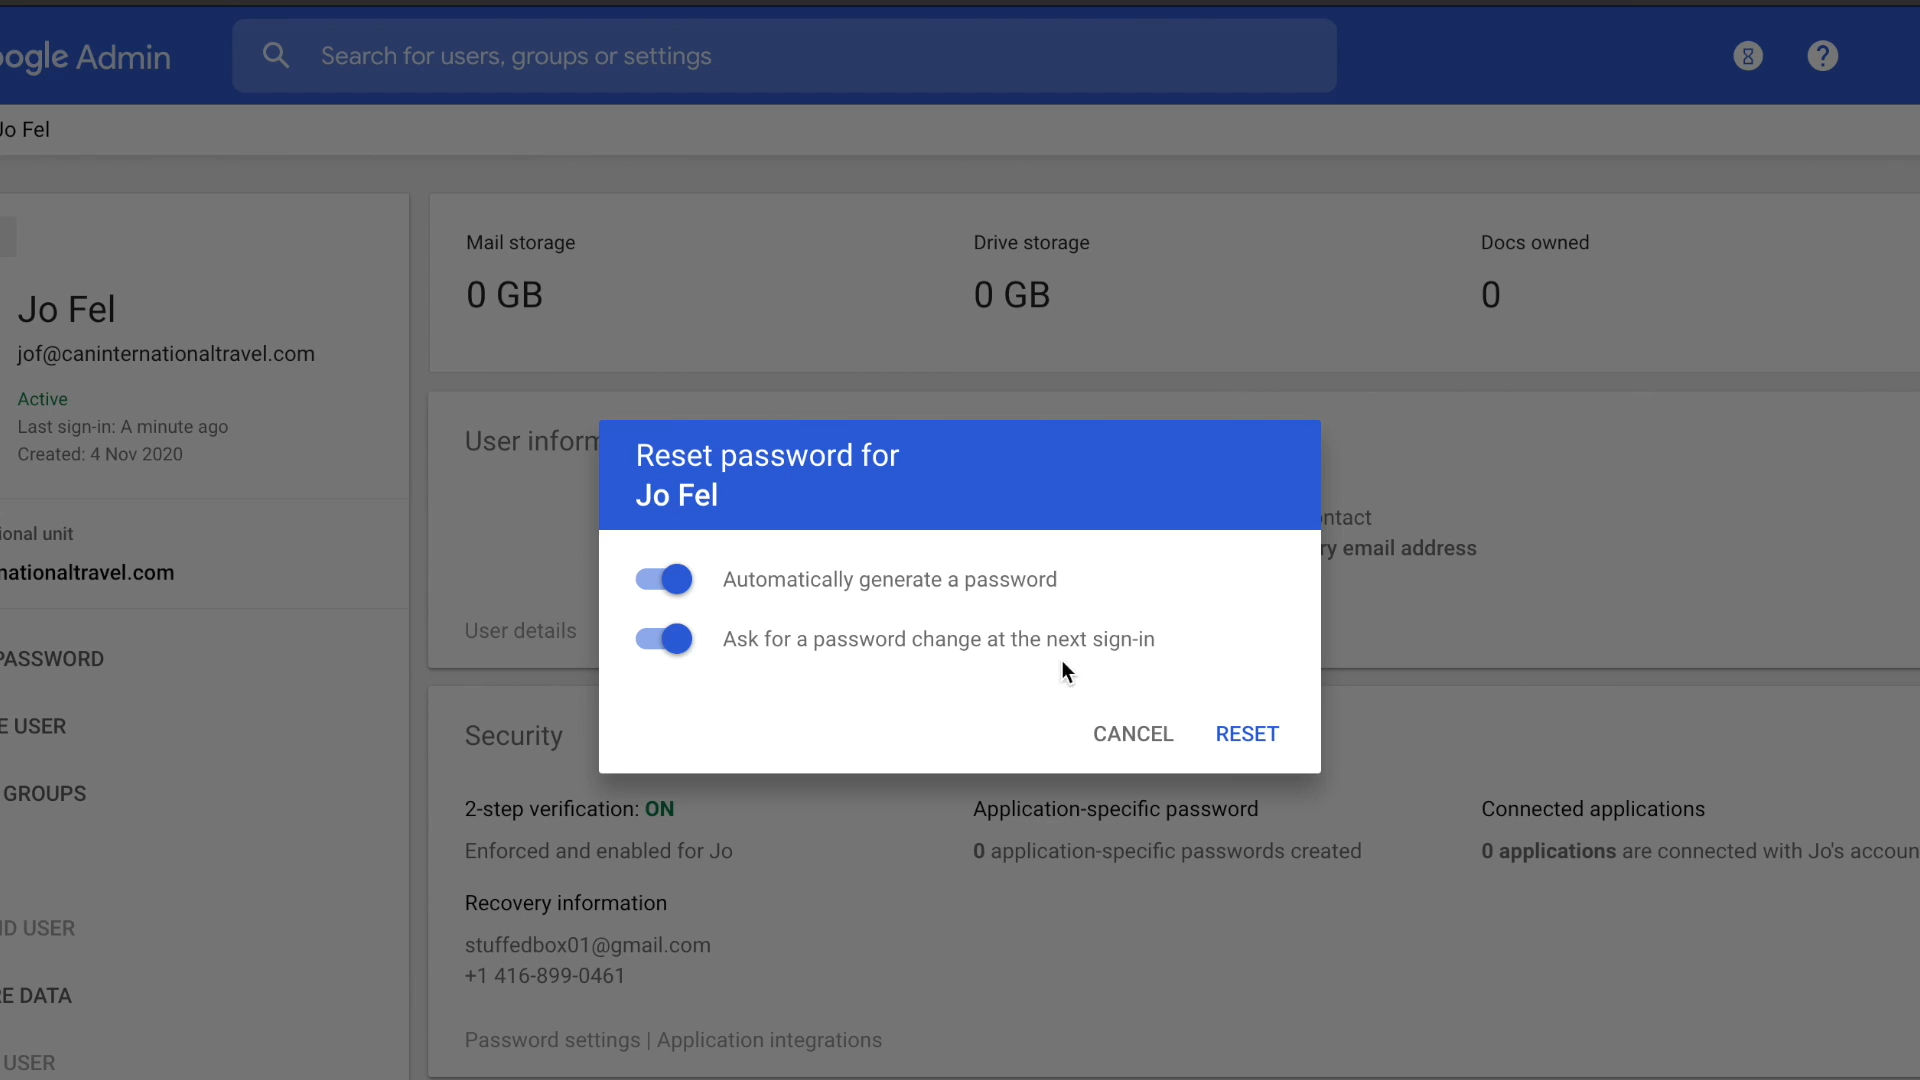 oogle Admin
Search for users, groups or settings
Jo Fel
Mail storage
0 GB
Drive storage
0 GB
Docs owned
0
Jo Fel
jof@caninternationaltravel.com
Active
Last sign-in: A minute ago
Created: 4 Nov 2020
ional unit
nationaltravel.com
PASSWORD
E USER
GROUPS
ND USER
RE DATA
USER
User inform
ontact
ry email address
User details
Reset password for
Jo Fel
Automatically generate a password
Ask for a password change at the next sign-in
CANCEL
RESET
Security
2-step verification: ON
Enforced and enabled for Jo
Application-specific password
0 application-specific passwords created
Connected applications
0 applications are connected with Jo's accoun
Recovery information
stuffedbox01@gmail.com
+1 416-899-0461
Password settings | Application integrations